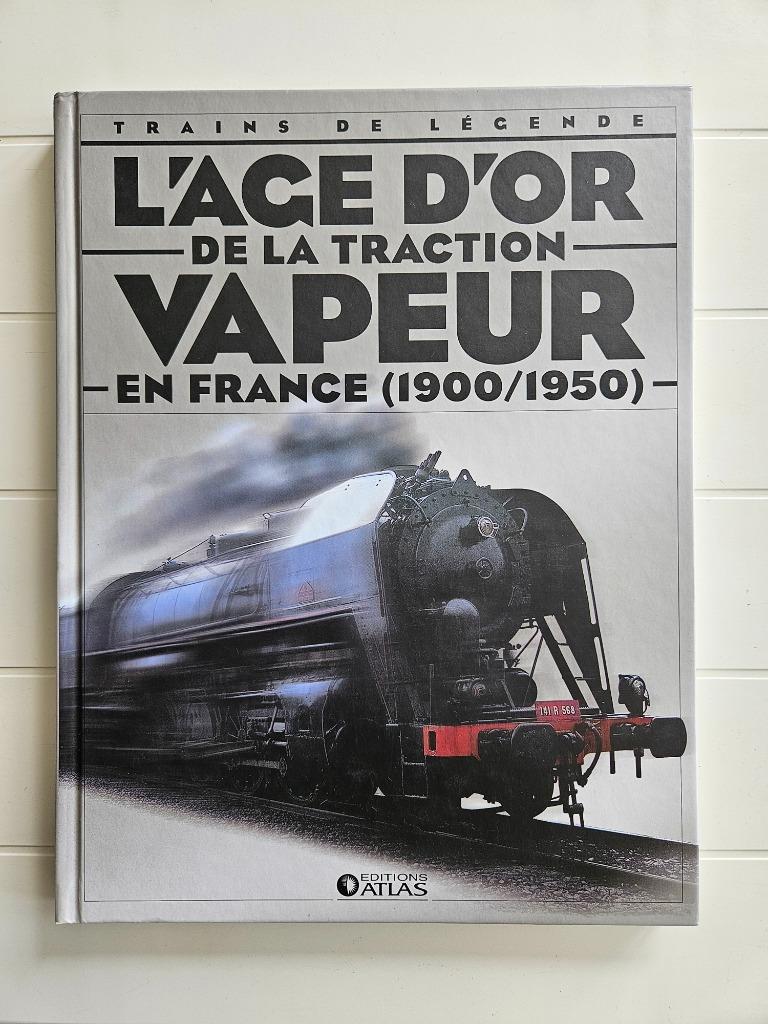 TRAINS DE LÉGENDE
L'AGE D'OR
DE LA TRACTION
VAPEUR
EN FRANCE (1900/1950)
141 R 568
EDITIONS
ATLAS